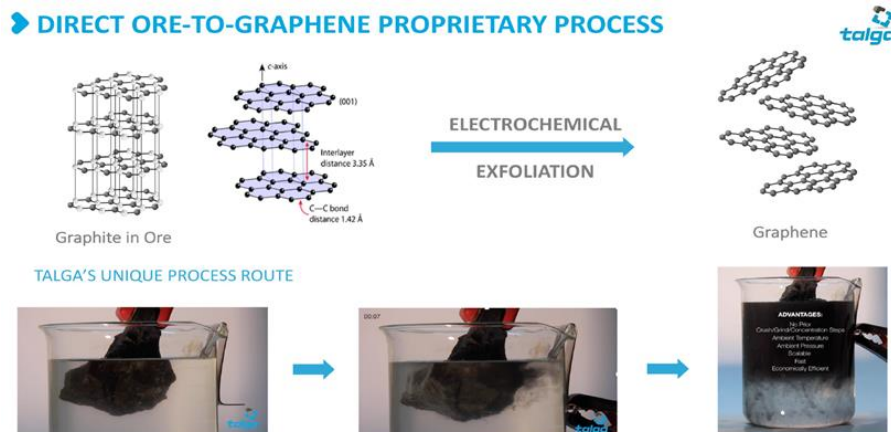 DIRECT ORE-TO-GRAPHENE PROPRIETARY PROCESS
talga
c-axis
(001)
Interlayer
distance 3.35 Å
C—C bond
distance 1.42 Å
ELECTROCHEMICAL
EXFOLIATION
Graphite in Ore
Graphene
TALGA'S UNIQUE PROCESS ROUTE
00:07
ADVANTAGES:
No Prior
Crush/Grind/Concentration Steps
Ambient Temperature
Ambient Pressure
Scalable
Fast
Economically Efficient
talga
talga